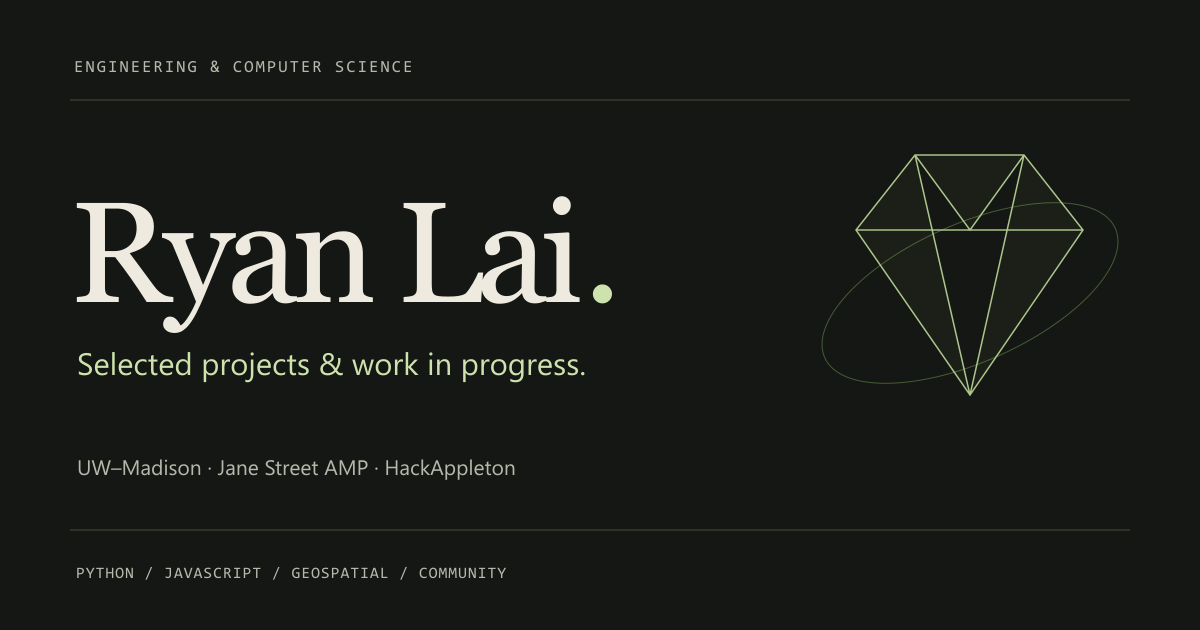 ENGINEERING & COMPUTER SCIENCE
Ryan Lai.
Selected projects & work in progress.
UW–Madison · Jane Street AMP · HackAppleton
PYTHON / JAVASCRIPT / GEOSPATIAL / COMMUNITY